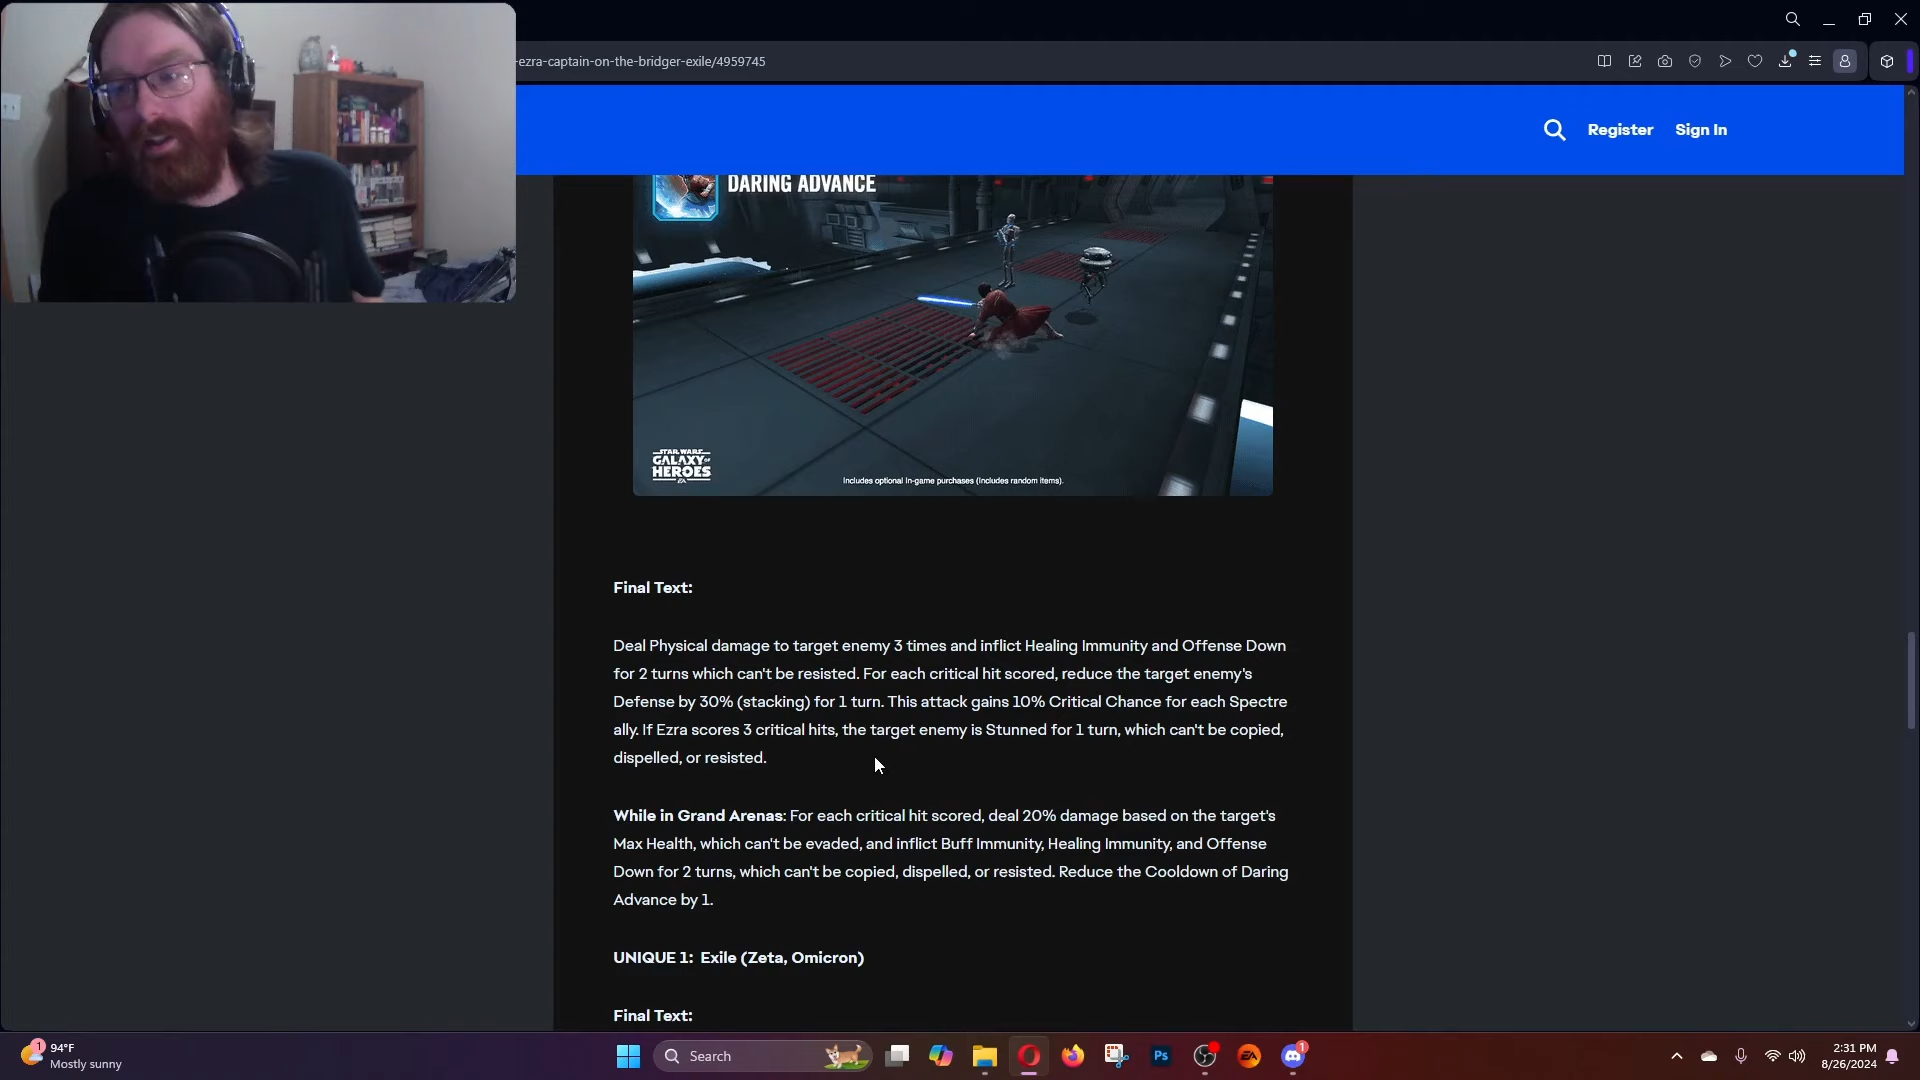 -ezra-captain-on-the-bridger-exile/4959745
Register Sign In
DARING ADVANCE
STAR WARS
GALAXY OF
HEROES
EA
Includes optional in-game purchases (includes random items).
Final Text:
Deal Physical damage to target enemy 3 times and inflict Healing Immunity and Offense Down
for 2 turns which can't be resisted. For each critical hit scored, reduce the target enemy's
Defense by 30% (stacking) for 1 turn. This attack gains 10% Critical Chance for each Spectre
ally. If Ezra scores 3 critical hits, the target enemy is Stunned for 1 turn, which can't be copied,
dispelled, or resisted.
While in Grand Arenas: For each critical hit scored, deal 20% damage based on the target's
Max Health, which can't be evaded, and inflict Buff Immunity, Healing Immunity, and Offense
Down for 2 turns, which can't be copied, dispelled, or resisted. Reduce the Cooldown of Daring
Advance by 1.
UNIQUE 1: Exile (Zeta, Omicron)
Final Text:
1
94°F
Mostly sunny
Search
Ps
EA
1
2:31 PM
8/26/2024